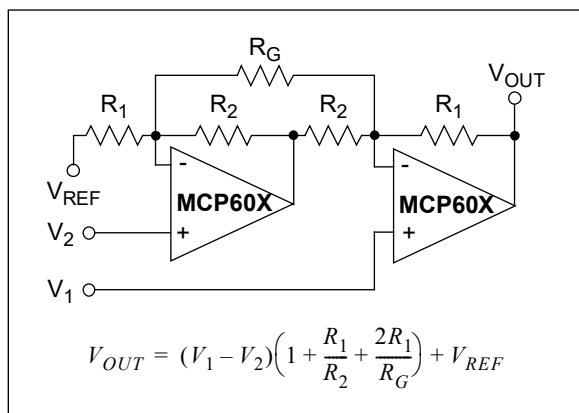 R_G
V_OUT
R_1 R_2 R_2 R_1
- -
V_REF MCP60X MCP60X
V_2 + +
V_1
V_OUT = (V_1 – V_2)(1 + R_1/R_2 + 2R_1/R_G) + V_REF